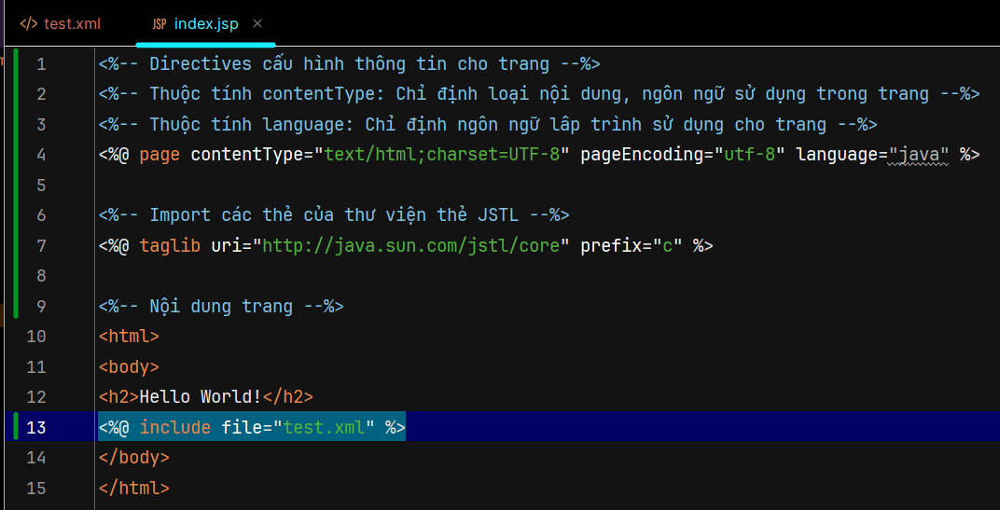 </> test.xml JSP index.jsp ×
1 <%-- Directives cấu hình thông tin cho trang --%>
2 <%-- Thuộc tính contentType: Chỉ định loại nội dung, ngôn ngữ sử dụng trong trang --%>
3 <%-- Thuộc tính language: Chỉ định ngôn ngữ lâp trình sử dụng cho trang --%>
4 <%@ page contentType="text/html;charset=UTF-8" pageEncoding="utf-8" language="java" %>
5
6 <%-- Import các thẻ của thư viện thẻ JSTL --%>
7 <%@ taglib uri="http://java.sun.com/jstl/core" prefix="c" %>
8
9 <%-- Nội dung trang --%>
10 <html>
11 <body>
12 <h2>Hello World!</h2>
13 <%@ include file="test.xml" %>
14 </body>
15 </html>